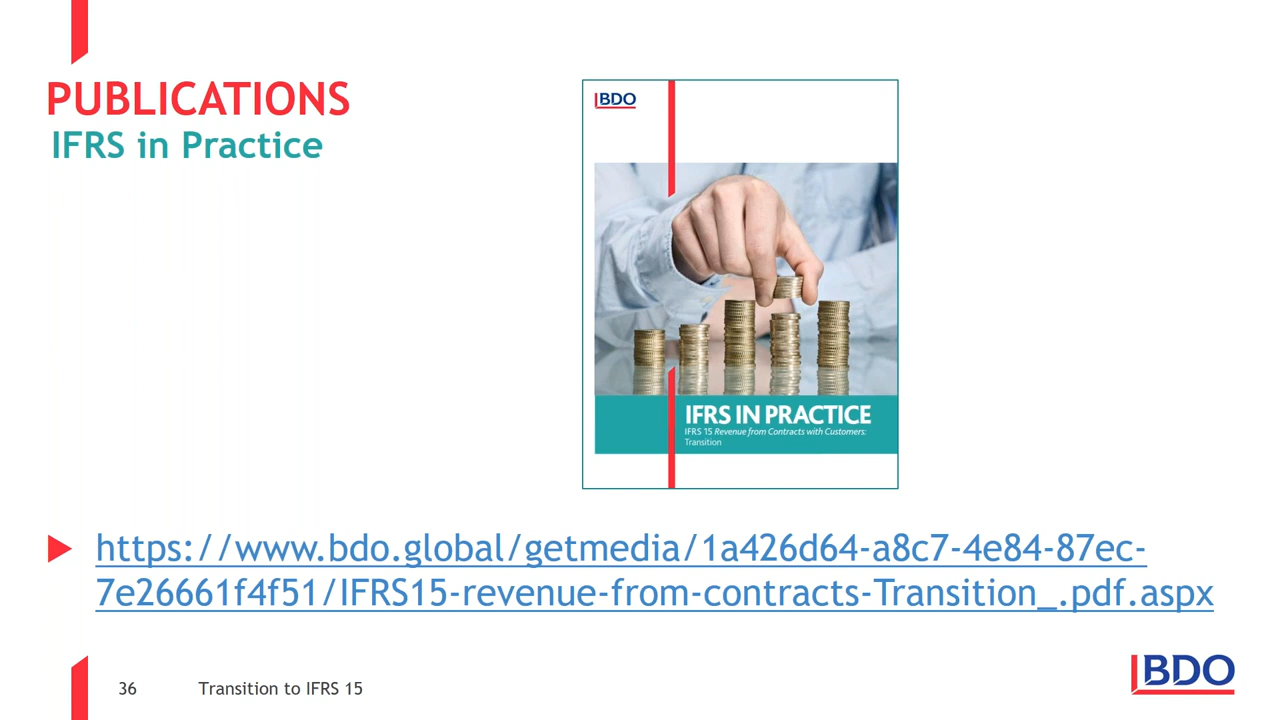 PUBLICATIONS
IFRS in Practice
BDO
IFRS IN PRACTICE
IFRS 15 Revenue from Contracts with Customers:
Transition
https://www.bdo.global/getmedia/1a426d64-a8c7-4e84-87ec-
7e26661f4f51/IFRS15-revenue-from-contracts-Transition_.pdf.aspx
36 Transition to IFRS 15
BDO